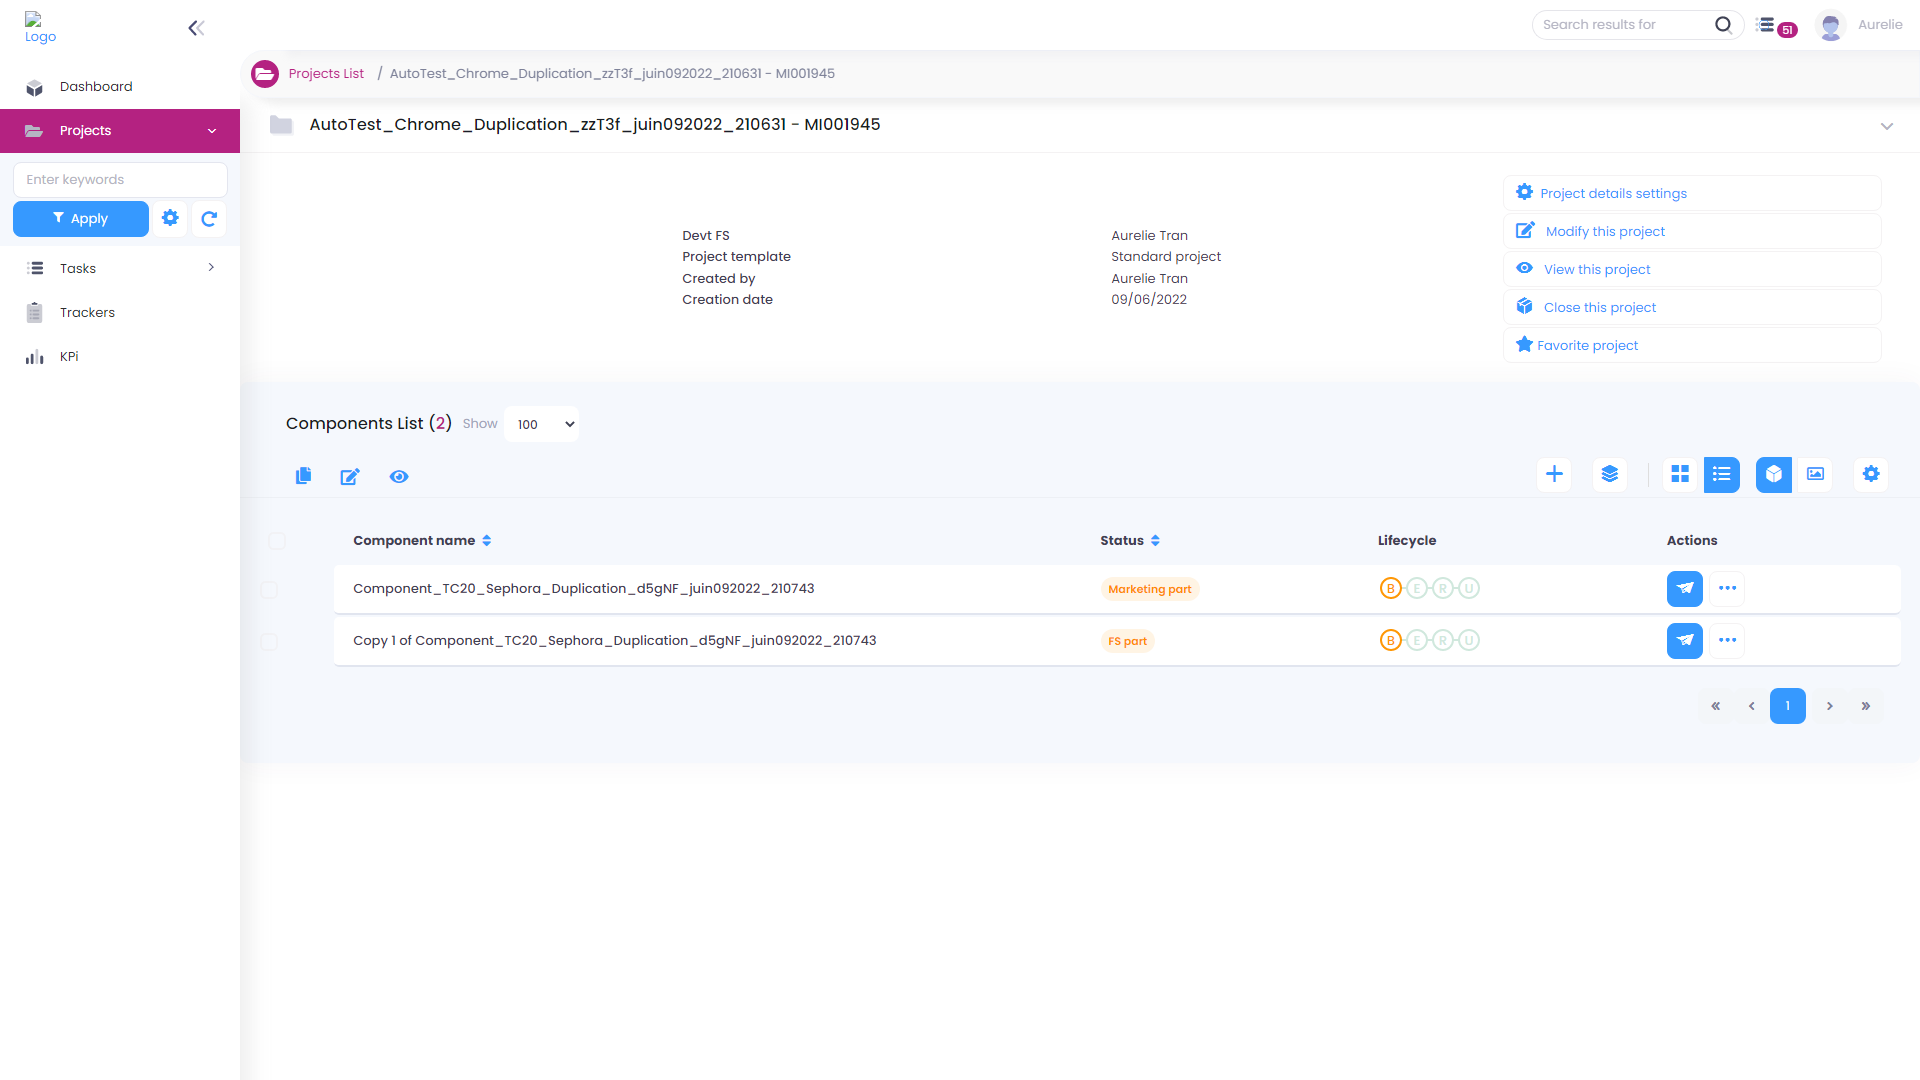 Logo
Search results for
51
Aurelie
Dashboard
Projects
Enter keywords
Apply
Tasks
Trackers
KPi
Projects List / AutoTest_Chrome_Duplication_zzT3f_juin092022_210631 - MI001945
AutoTest_Chrome_Duplication_zzT3f_juin092022_210631 - MI001945
Devt FS Aurelie Tran
Project template Standard project
Created by Aurelie Tran
Creation date 09/06/2022
Project details settings
Modify this project
View this project
Close this project
Favorite project
Components List (2) Show 100
Component name Status Lifecycle Actions
Component_TC20_Sephora_Duplication_d5gNF_juin092022_210743 Marketing part B E R U
Copy 1 of Component_TC20_Sephora_Duplication_d5gNF_juin092022_210743 FS part B E R U
« ‹ 1 › »